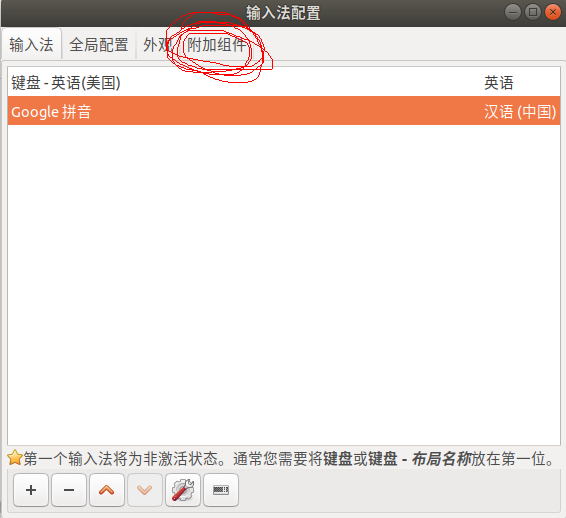 输入法配置
输入法 全局配置 外观 附加组件
键盘 - 英语(美国) 英语
Google 拼音 汉语 (中国)
第一个输入法将为非激活状态。通常您需要将键盘或键盘 - 布局名称放在第一位。